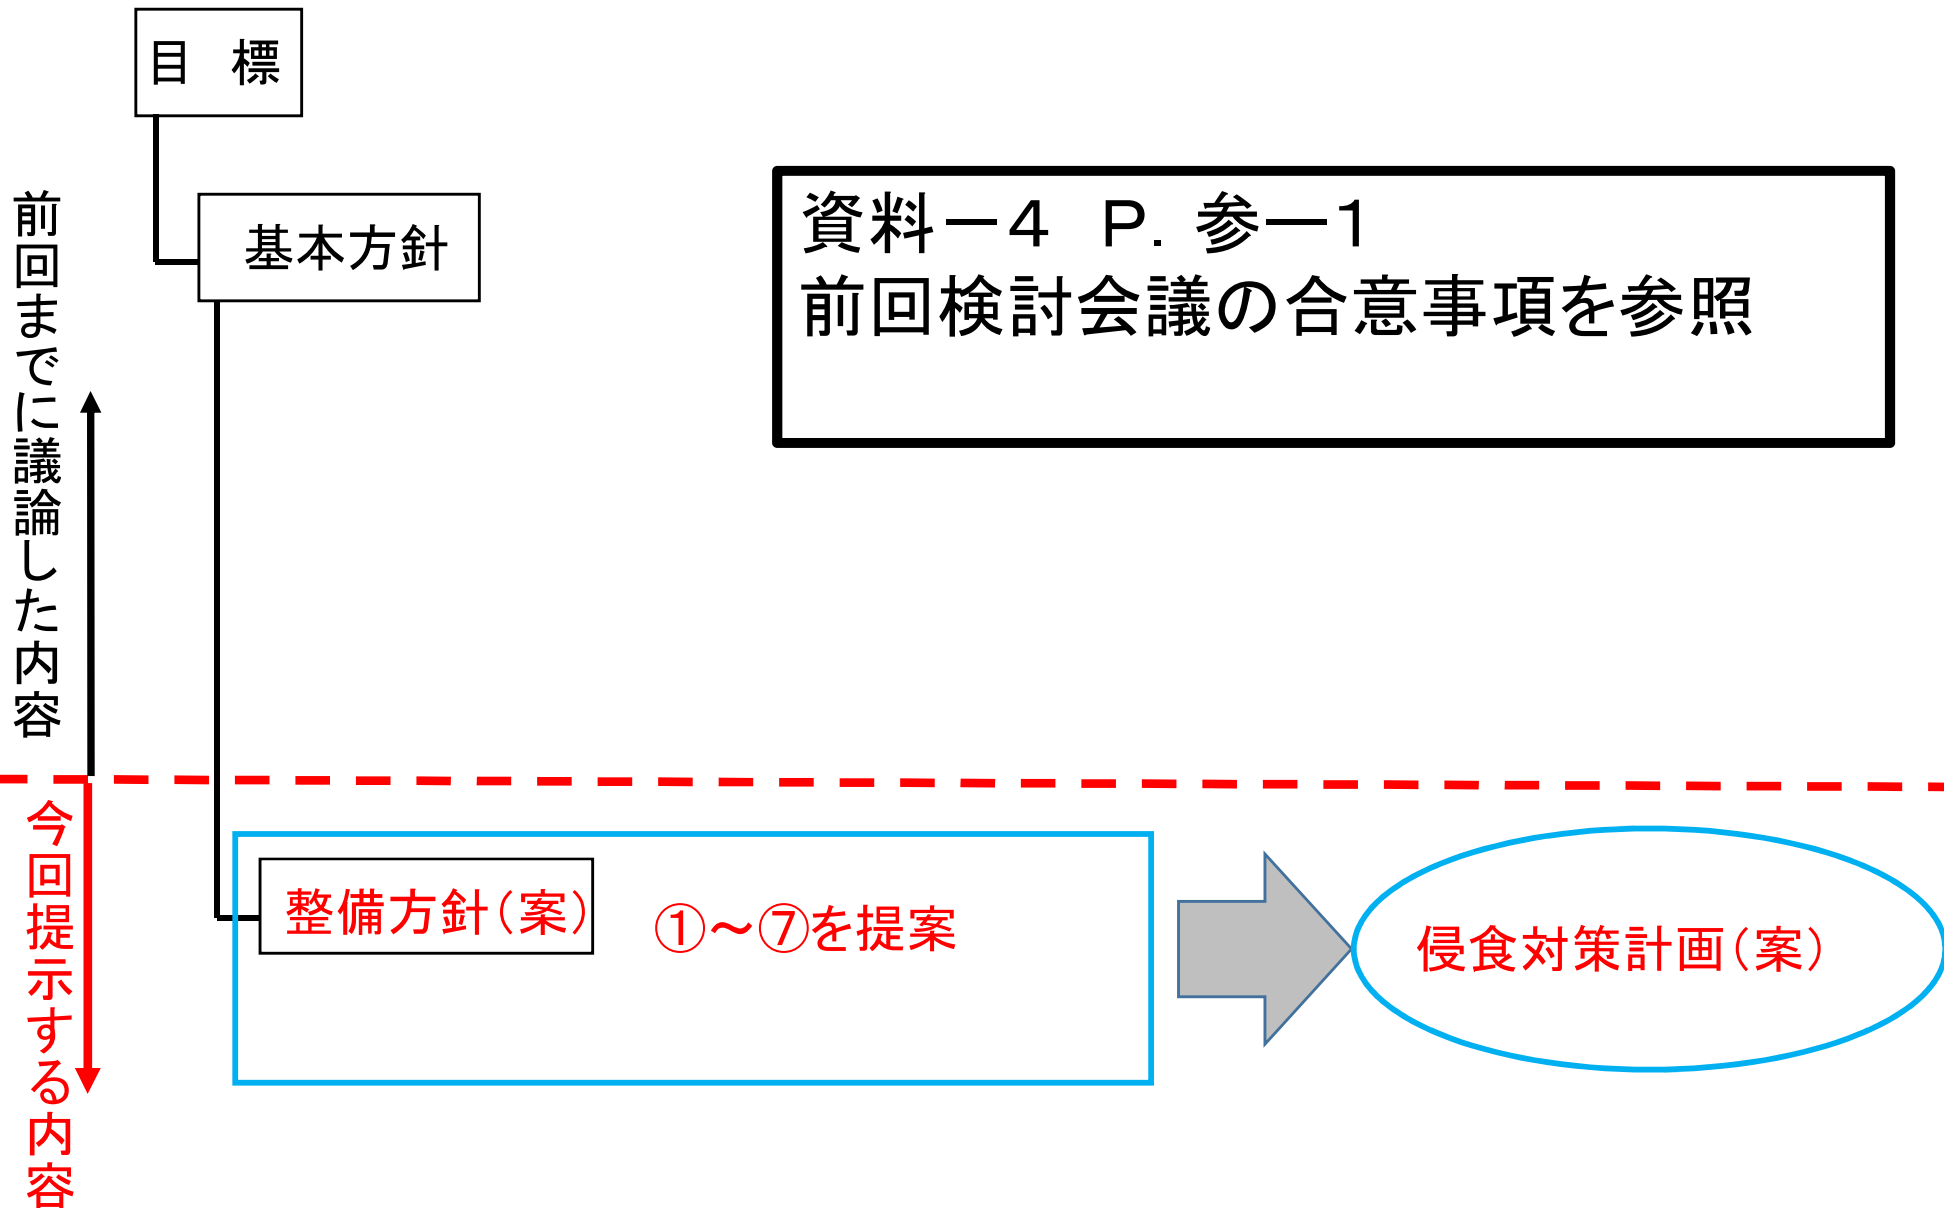 目　標
基本方針
資料－４　Ｐ．参－１
前回検討会議の合意事項を参照
前回までに議論した内容
今回提示する内容
整備方針（案）
①～⑦を提案
侵食対策計画（案）